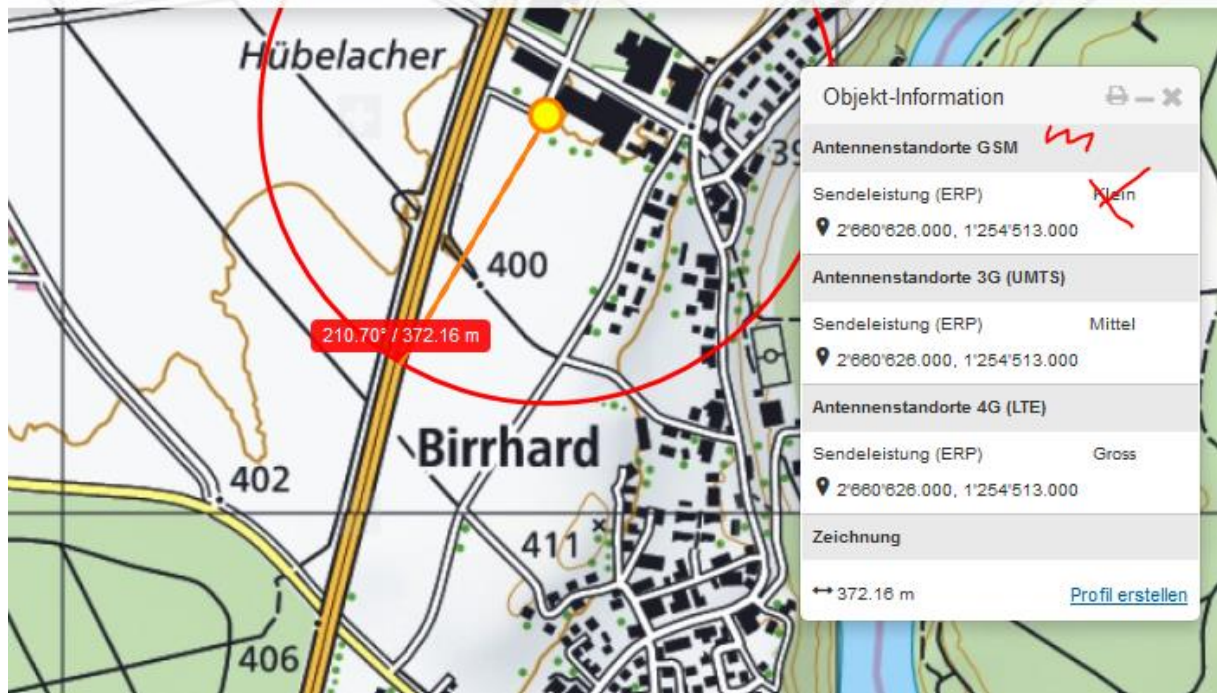 Hübelacher
400
210.70° / 372.16 m
Birrhard
402
411
406
39
Objekt-Information
Antennenstandorte GSM
Sendeleistung (ERP) Klein
2'660'626.000, 1'254'513.000
Antennenstandorte 3G (UMTS)
Sendeleistung (ERP) Mittel
2'660'626.000, 1'254'513.000
Antennenstandorte 4G (LTE)
Sendeleistung (ERP) Gross
2'660'626.000, 1'254'513.000
Zeichnung
372.16 m Profil erstellen